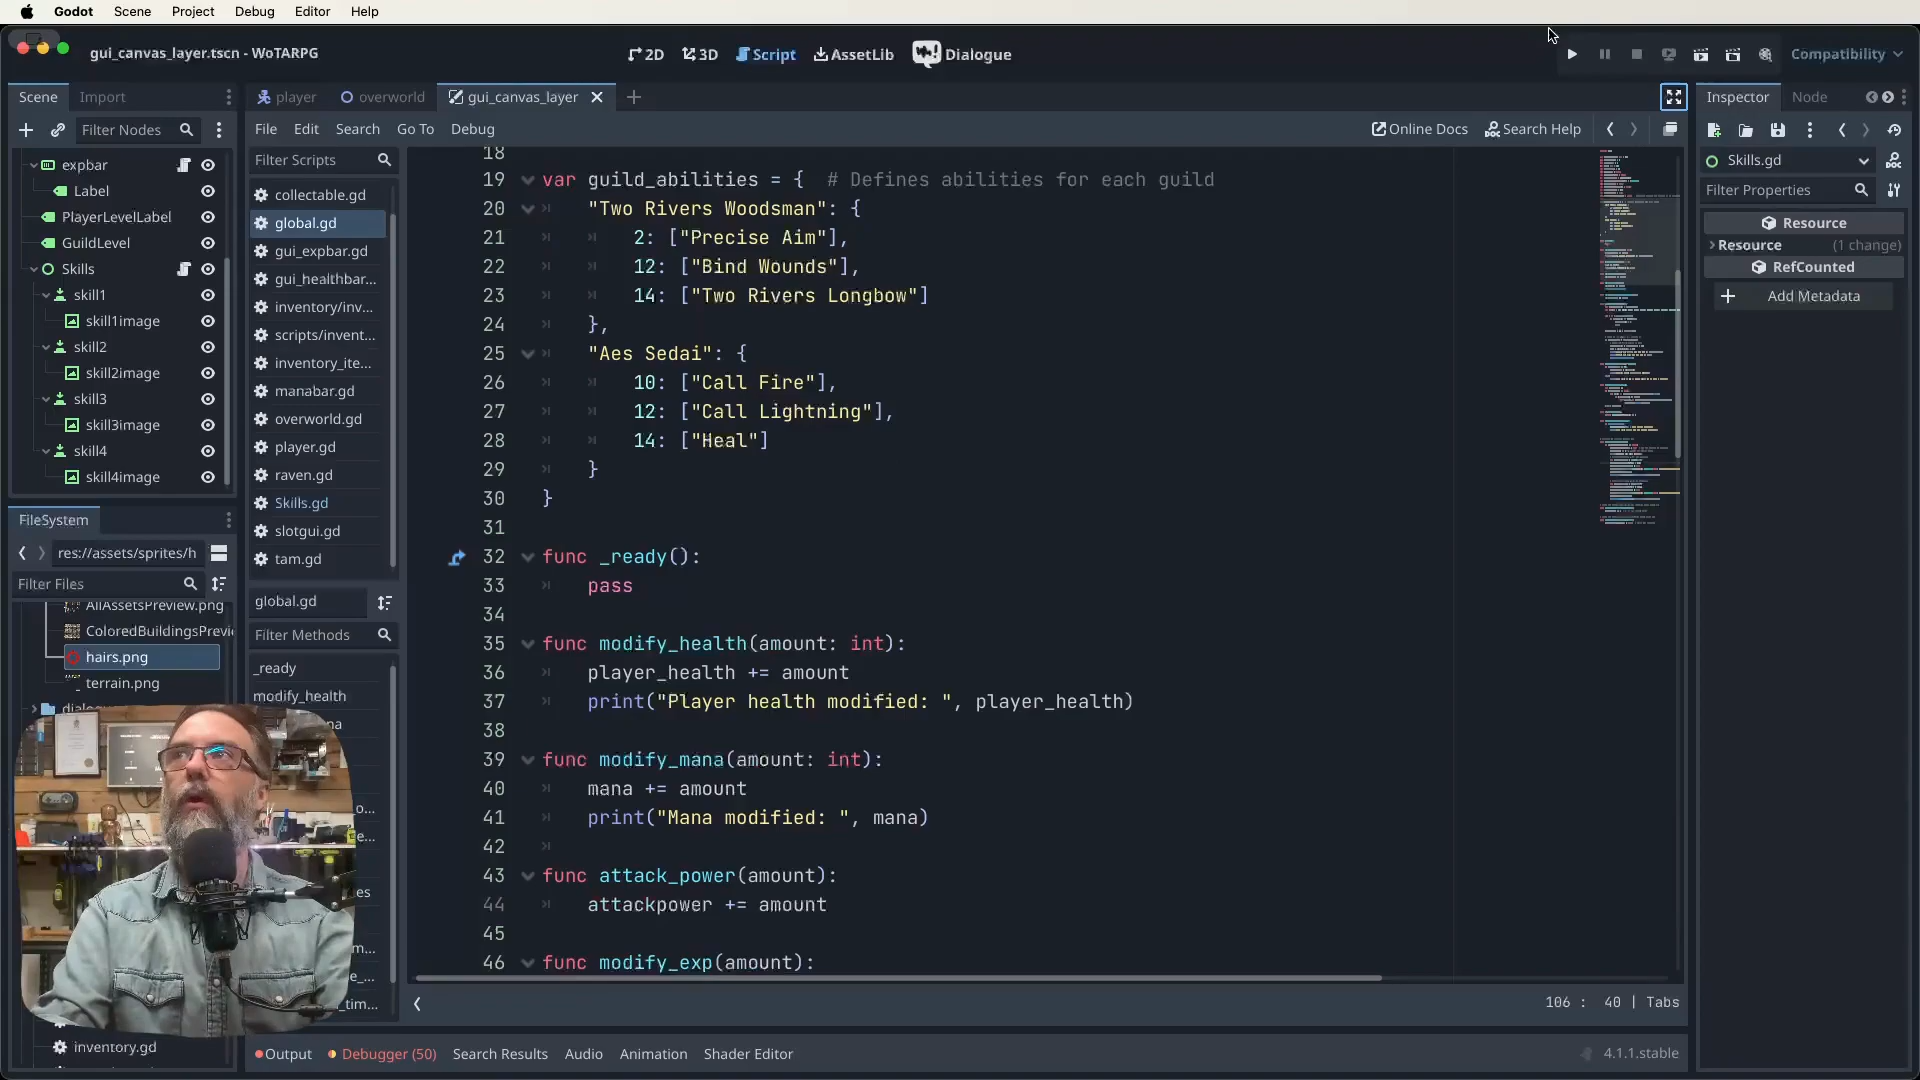 Godot Scene Project Debug Editor Help
gui_canvas_layer.tscn - WoTARPG
2D 3D Script AssetLib Dialogue
Compatibility
Scene Import
player overworld gui_canvas_layer
Inspector Node
Filter Nodes
File Edit Search Go To Debug
Online Docs Search Help
expbar
Label
PlayerLevelLabel
GuildLevel
Skills
skill1
skill1image
skill2
skill2image
skill3
skill3image
skill4
skill4image
FileSystem
res://assets/sprites/h
Filter Files
AllAssetsPreview.png
ColoredBuildingsPrevi
hairs.png
terrain.png
inventory.gd
Filter Scripts
collectable.gd
global.gd
gui_expbar.gd
gui_healthbar...
inventory/inv...
scripts/invent...
inventory_ite...
manabar.gd
overworld.gd
player.gd
raven.gd
Skills.gd
slotgui.gd
tam.gd
global.gd
Filter Methods
_ready
modify_health
18
19 var guild_abilities = { # Defines abilities for each guild
20 "Two Rivers Woodsman": {
21 2: ["Precise Aim"],
22 12: ["Bind Wounds"],
23 14: ["Two Rivers Longbow"]
24 },
25 "Aes Sedai": {
26 10: ["Call Fire"],
27 12: ["Call Lightning"],
28 14: ["Heal"]
29 }
30 }
31
32 func _ready():
33 pass
34
35 func modify_health(amount: int):
36 player_health += amount
37 print("Player health modified: ", player_health)
38
39 func modify_mana(amount: int):
40 mana += amount
41 print("Mana modified: ", mana)
42
43 func attack_power(amount):
44 attackpower += amount
45
46 func modify_exp(amount):
106 : 40 | Tabs
Output Debugger (50) Search Results Audio Animation Shader Editor
4.1.1.stable
Skills.gd
Filter Properties
Resource
Resource (1 change)
RefCounted
Add Metadata